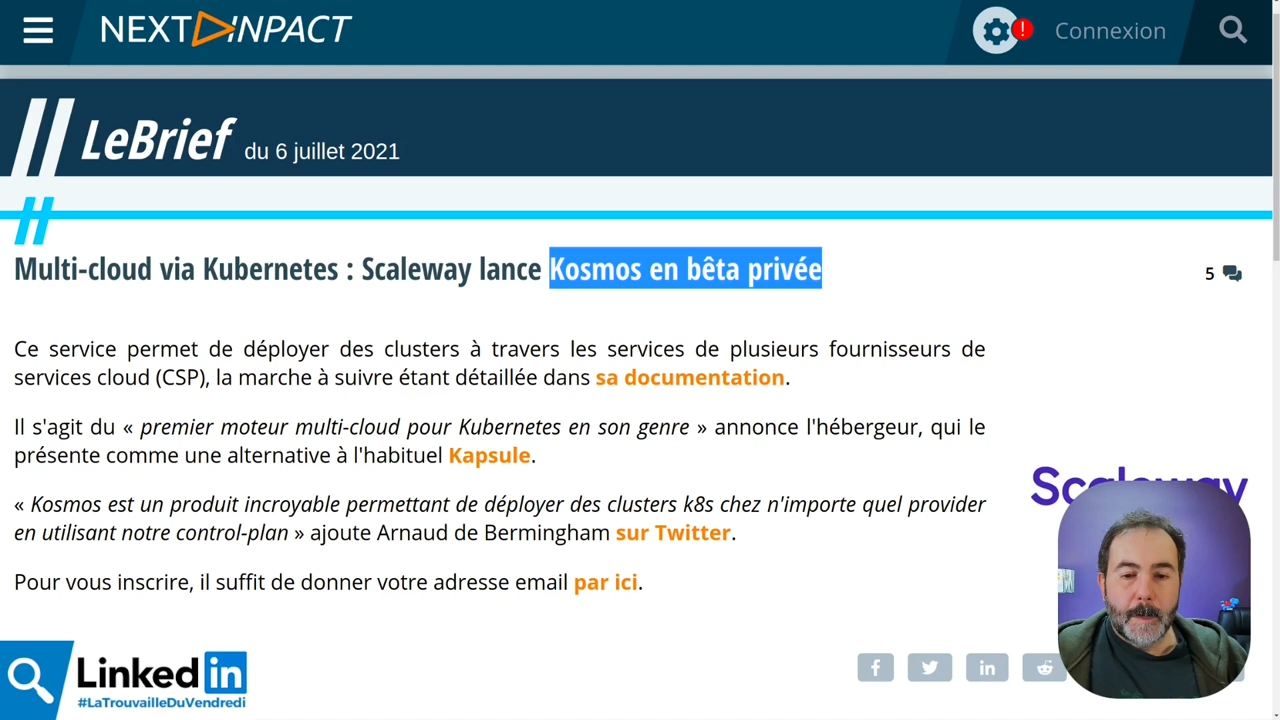 NEXT INPACT
! Connexion
LeBrief du 6 juillet 2021
Multi-cloud via Kubernetes : Scaleway lance Kosmos en bêta privée
5
Ce service permet de déployer des clusters à travers les services de plusieurs fournisseurs de
services cloud (CSP), la marche à suivre étant détaillée dans sa documentation.
Il s'agit du « premier moteur multi-cloud pour Kubernetes en son genre » annonce l'hébergeur, qui le
présente comme une alternative à l'habituel Kapsule.
Scaleway
« Kosmos est un produit incroyable permettant de déployer des clusters k8s chez n'importe quel provider
en utilisant notre control-plan » ajoute Arnaud de Bermingham sur Twitter.
Pour vous inscrire, il suffit de donner votre adresse email par ici.
Linked in
#LaTrouvailleDuVendredi